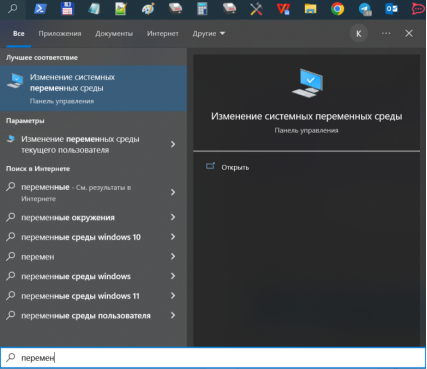 Все Приложения Документы Интернет Другие K
Лучшее соответствие
Изменение системных
переменных среды
Панель управления
Параметры
Изменение переменных среды
текущего пользователя
Поиск в Интернете
переменные - См. результаты в
Интернете
переменные окружения
переменные среды windows 10
перемен
переменные среды windows
переменные среды windows 11
переменные среды пользователя
Изменение системных переменных среды
Панель управления
Открыть
перемен